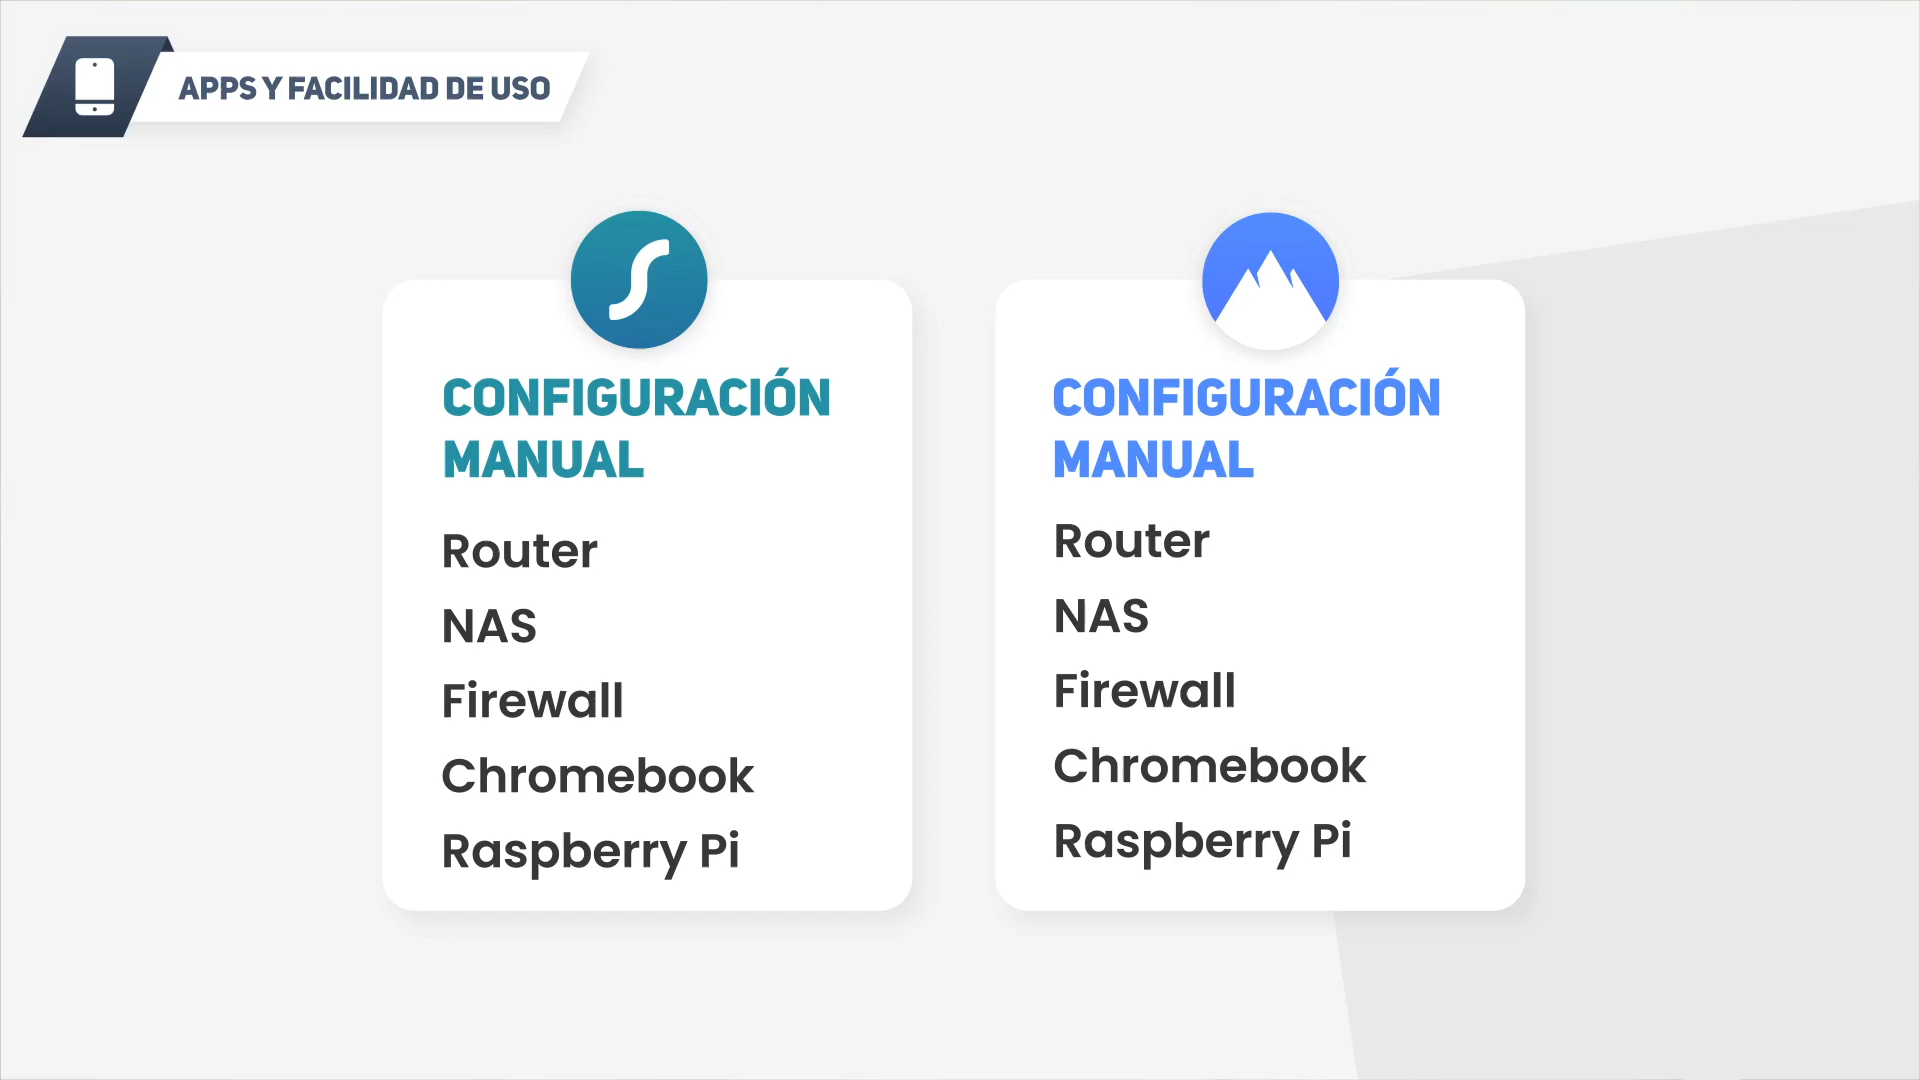 APPS Y FACILIDAD DE USO
CONFIGURACIÓN
MANUAL
Router
NAS
Firewall
Chromebook
Raspberry Pi
CONFIGURACIÓN
MANUAL
Router
NAS
Firewall
Chromebook
Raspberry Pi